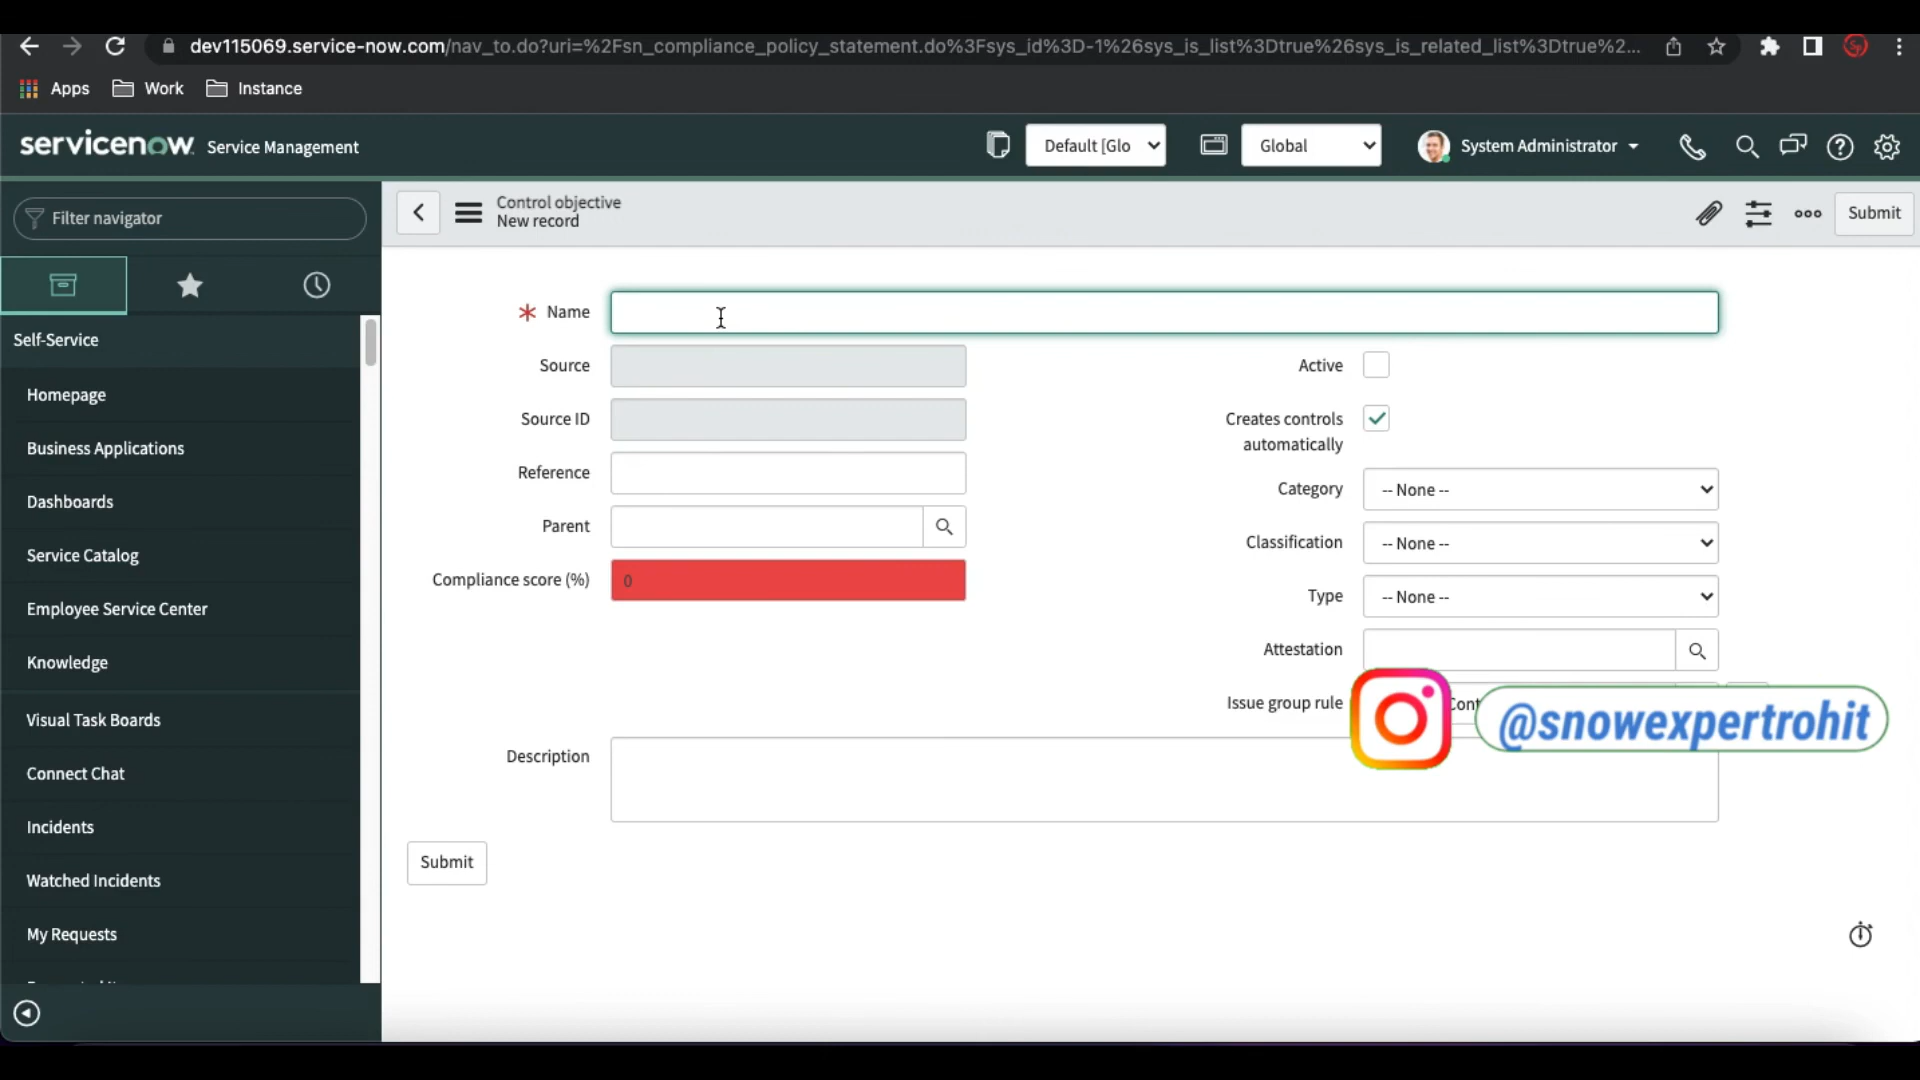 dev115069.service-now.com/nav_to.do?uri=%2Fsn_compliance_policy_statement.do%3Fsys_id%3D-1%26sys_is_list%3Dtrue%26sys_is_related_list%3Dtrue%2...
Apps Work Instance
servicenow Service Management Default [Glo Global System Administrator
Filter navigator
Control objective
New record
Submit
Self-Service
Homepage
Business Applications
Dashboards
Service Catalog
Employee Service Center
Knowledge
Visual Task Boards
Connect Chat
Incidents
Watched Incidents
My Requests
* Name
Source
Source ID
Reference
Parent
Compliance score (%) 0
Active
Creates controls
automatically
Category -- None --
Classification -- None --
Type -- None --
Attestation
Issue group rule Cont
@snowexpertrohit
Description
Submit